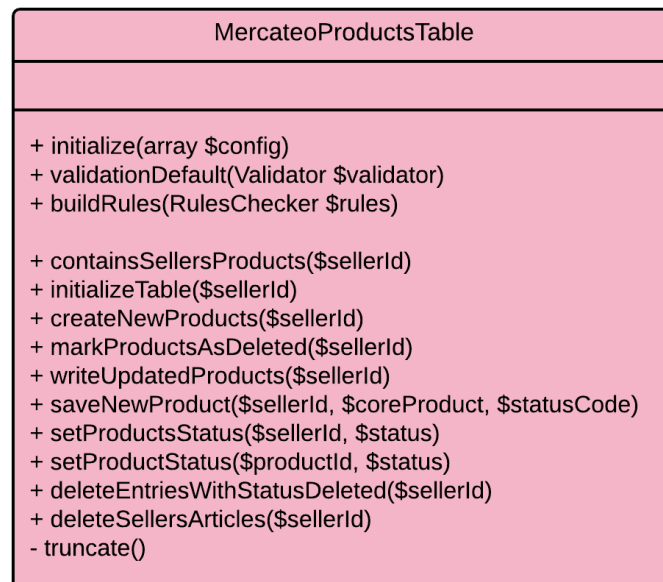 MercateoProductsTable
+ initialize(array $config)
+ validationDefault(Validator $validator)
+ buildRules(RulesChecker $rules)
+ containsSellersProducts($sellerId)
+ initializeTable($sellerId)
+ createNewProducts($sellerId)
+ markProductsAsDeleted($sellerId)
+ writeUpdatedProducts($sellerId)
+ saveNewProduct($sellerId, $coreProduct, $statusCode)
+ setProductsStatus($sellerId, $status)
+ setProductStatus($productId, $status)
+ deleteEntriesWithStatusDeleted($sellerId)
+ deleteSellersArticles($sellerId)
- truncate()